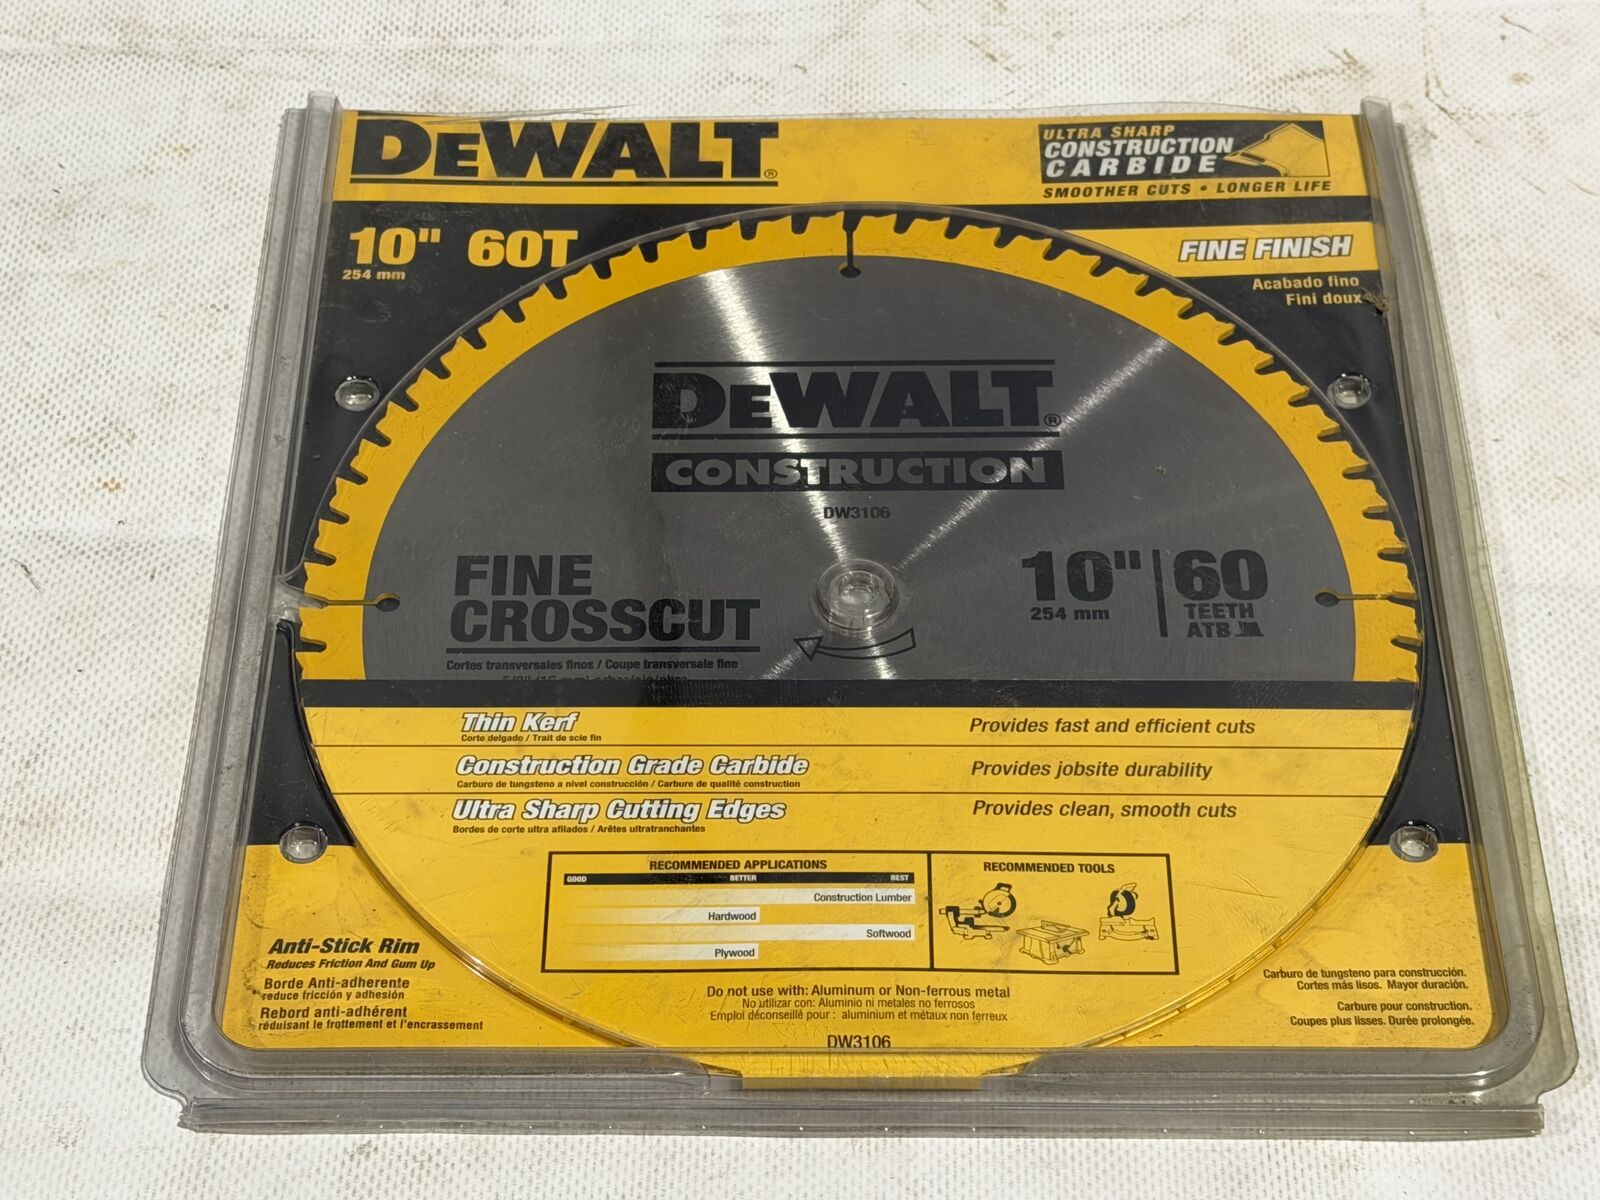 DEWALT®
ULTRA SHARP
CONSTRUCTION
CARBIDE
SMOOTHER CUTS • LONGER LIFE
10" 60T
254 mm
FINE FINISH
Acabado fino
Fini doux
DEWALT®
CONSTRUCTION
DW3106
FINE
CROSSCUT
Cortes transversales finos / Coupe transversale fine
10" | 60
254 mm
TEETH
ATB
Thin Kerf
Corte delgado / Trait de scie fin
Provides fast and efficient cuts
Construction Grade Carbide
Carburo de tungsteno a nivel construcción / Carbure de qualité construction
Provides jobsite durability
Ultra Sharp Cutting Edges
Bordes de corte ultra afilados / Arêtes ultratranchantes
Provides clean, smooth cuts
RECOMMENDED APPLICATIONS
GOOD BETTER BEST
Construction Lumber
Hardwood
Softwood
Plywood
RECOMMENDED TOOLS
Anti-Stick Rim
Reduces Friction And Gum Up
Borde Anti-adherente
reduce fricción y adhesión
Rebord anti-adhérent
réduisant le frottement et l'encrassement
Do not use with: Aluminum or Non-ferrous metal
No utilizar con: Aluminio ni metales no ferrosos
Emploi déconseillé pour : aluminium et métaux non ferreux
DW3106
Carburo de tungsteno para construcción.
Cortes más lisos. Mayor duración.
Carbure pour construction.
Coupes plus lisses. Durée prolongée.